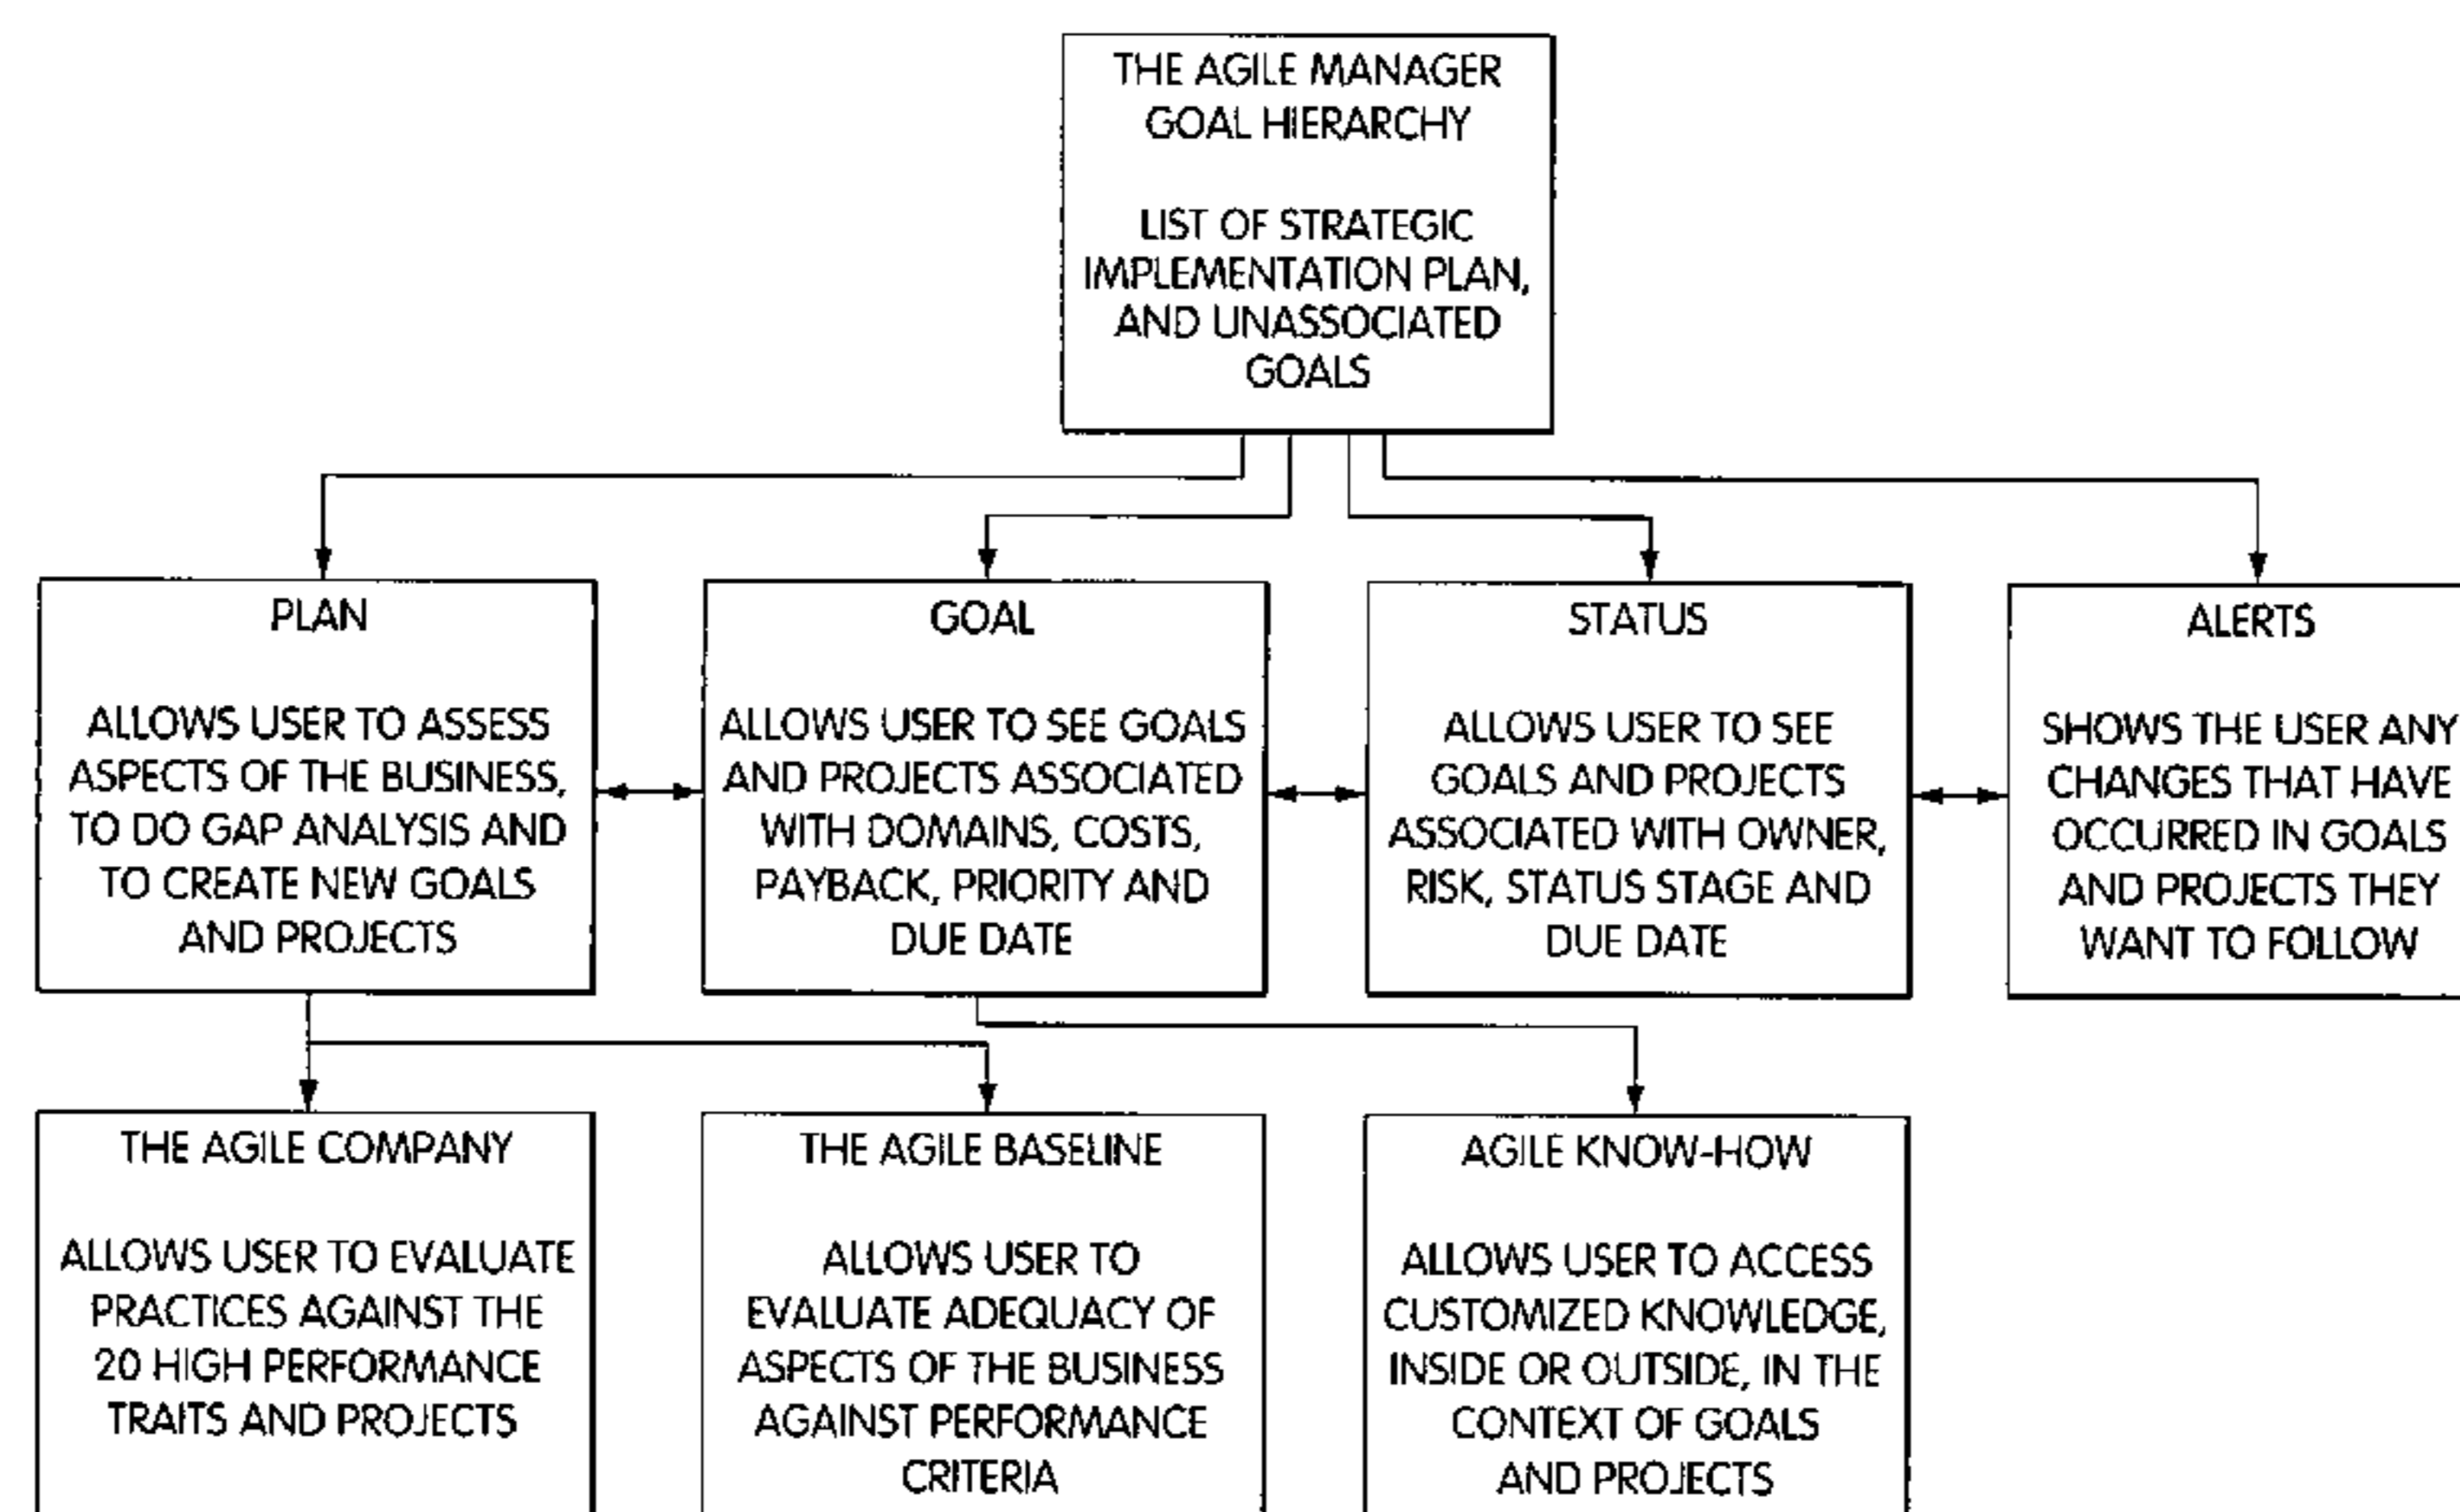 THE AGILE MANAGER
GOAL HIERARCHY
LIST OF STRATEGIC
IMPLEMENTATION PLAN,
AND UNASSOCIATED
GOALS
PLAN
ALLOWS USER TO ASSESS
ASPECTS OF THE BUSINESS,
TO DO GAP ANALYSIS AND
TO CREATE NEW GOALS
AND PROJECTS
GOAL
ALLOWS USER TO SEE GOALS
AND PROJECTS ASSOCIATED
WITH DOMAINS, COSTS,
PAYBACK, PRIORITY AND
DUE DATE
STATUS
ALLOWS USER TO SEE
GOALS AND PROJECTS
ASSOCIATED WITH OWNER,
RISK, STATUS STAGE AND
DUE DATE
ALERTS
SHOWS THE USER ANY
CHANGES THAT HAVE
OCCURRED IN GOALS
AND PROJECTS THEY
WANT TO FOLLOW
THE AGILE COMPANY
ALLOWS USER TO EVALUATE
PRACTICES AGAINST THE
20 HIGH PERFORMANCE
TRAITS AND PROJECTS
THE AGILE BASELINE
ALLOWS USER TO
EVALUATE ADEQUACY OF
ASPECTS OF THE BUSINESS
AGAINST PERFORMANCE
CRITERIA
AGILE KNOW-HOW
ALLOWS USER TO ACCESS
CUSTOMIZED KNOWLEDGE,
INSIDE OR OUTSIDE, IN THE
CONTEXT OF GOALS
AND PROJECTS